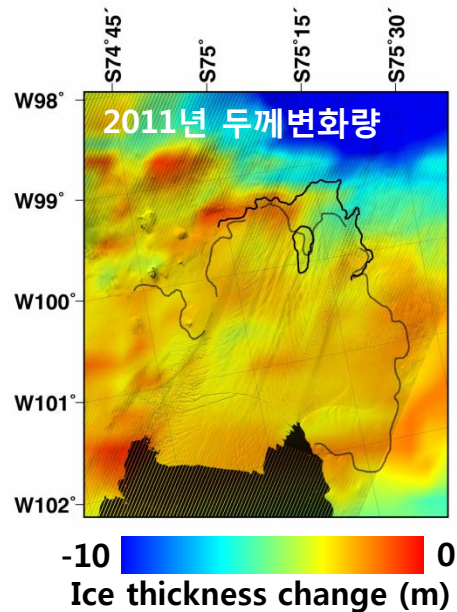 S74°45'
S75°
S75°15'
S75°30'
W98°
2011년 두께변화량
W99°
W100°
W101°
W102°
-10 0
Ice thickness change (m)